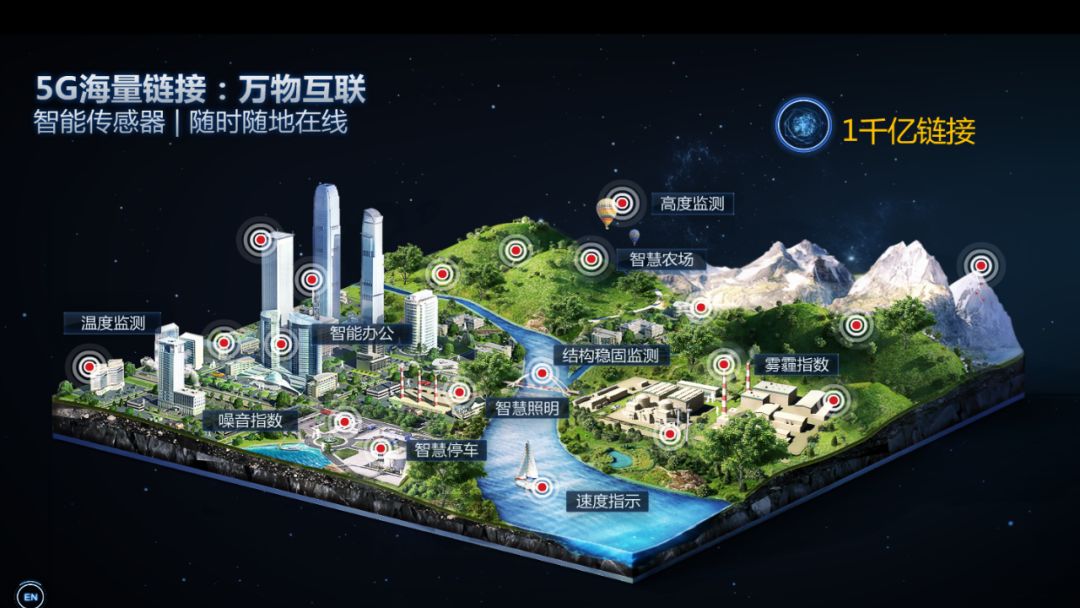 5G海量链接：万物互联
智能传感器 | 随时随地在线
1千亿链接
高度监测
智慧农场
温度监测
智能办公
结构稳固监测
雾霾指数
智慧照明
噪音指数
智慧停车
速度指示
EN